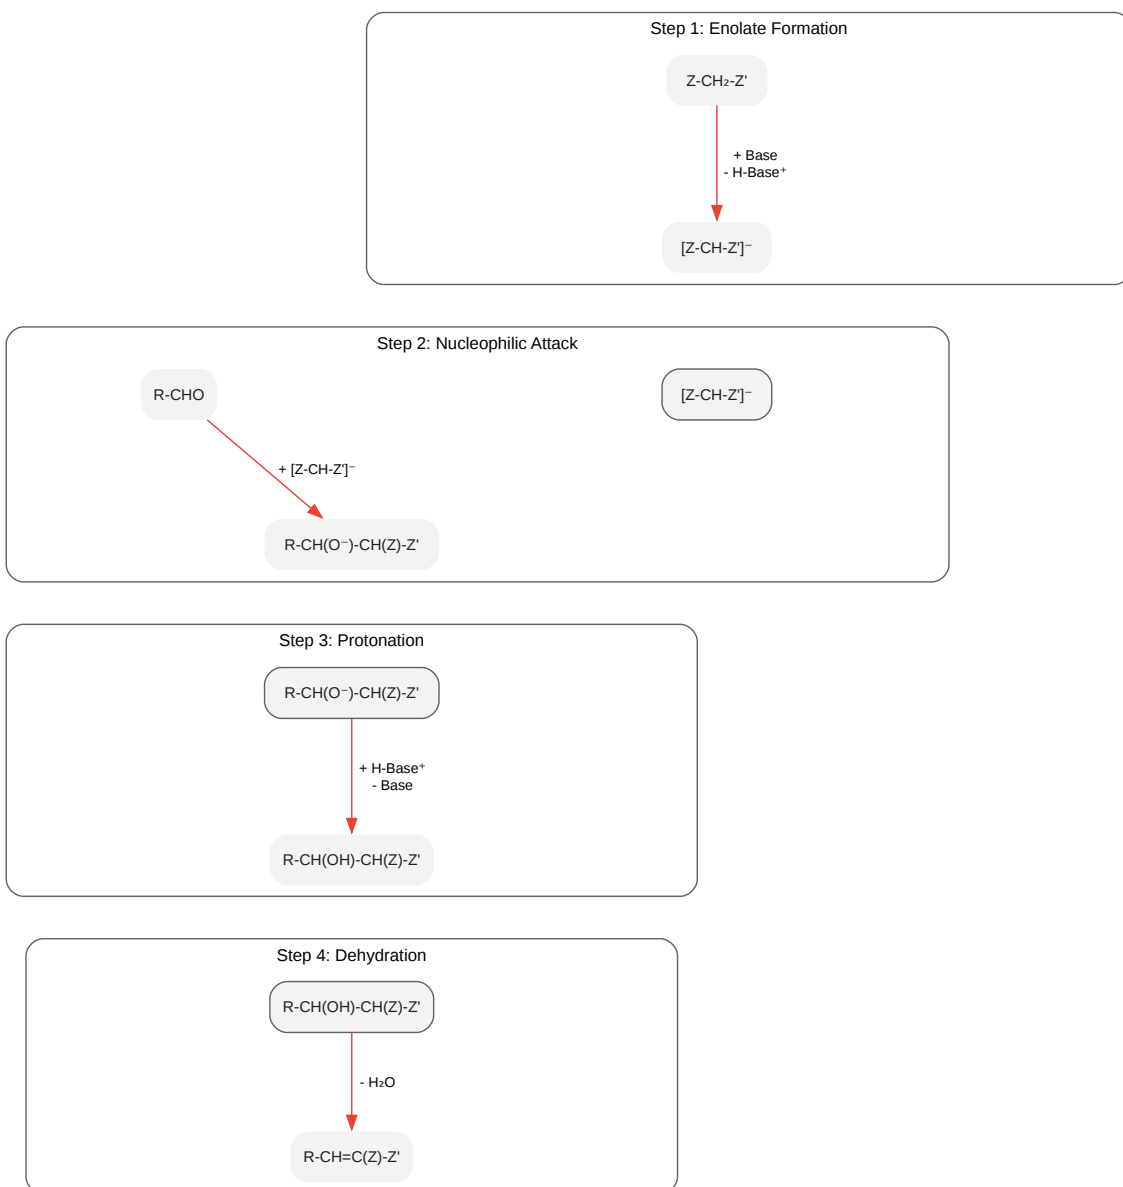 Step 1: Enolate Formation
Z-CH₂-Z'
+ Base
- H-Base⁺
[Z-CH-Z']⁻
Step 2: Nucleophilic Attack
R-CHO
[Z-CH-Z']⁻
+ [Z-CH-Z']⁻
R-CH(O⁻)-CH(Z)-Z'
Step 3: Protonation
R-CH(O⁻)-CH(Z)-Z'
+ H-Base⁺
- Base
R-CH(OH)-CH(Z)-Z'
Step 4: Dehydration
R-CH(OH)-CH(Z)-Z'
- H₂O
R-CH=C(Z)-Z'